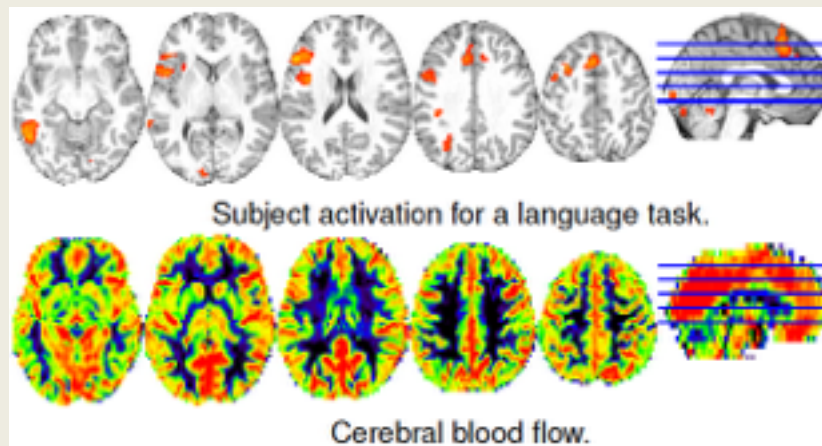 Subject activation for a language task.
Cerebral blood flow.